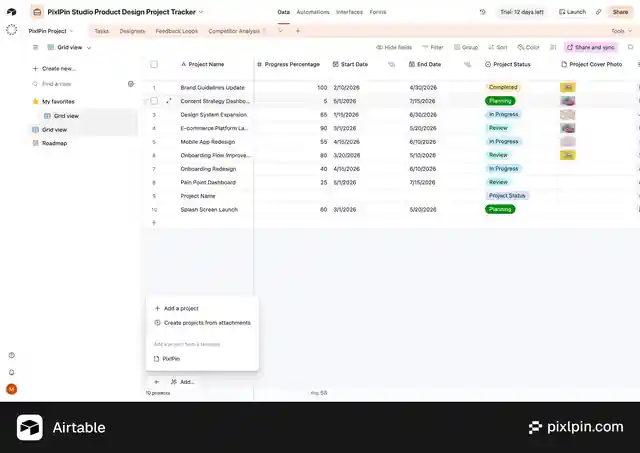 PixlPin Studio Product Design Project Tracker
Data Automations Interfaces Forms
Trial: 12 days left
Launch
Share
PixlPin Project
Tasks
Designers
Feedback Loops
Competitor Analysis
Tools
Grid view
Hide fields
Filter
Group
Sort
Color
Share and sync
Create new...
Find a view
My favorites
Grid view
Grid view
Roadmap
Project Name Progress Percentage Start Date End Date Project Status Project Cover Photo
1 Brand Guidelines Update 100 2/10/2026 4/30/2026 Completed
Content Strategy Dashbo... 5 5/1/2026 7/15/2026 Planning
3 Design System Expansion 65 3/15/2026 6/30/2026 In Progress
4 E-commerce Platform La... 90 3/1/2026 5/20/2026 Review
5 Mobile App Redesign 55 4/15/2026 6/10/2026 In Progress
6 Onboarding Flow Improve... 80 3/20/2026 5/10/2026 Review
7 Onboarding Redesign 40 4/15/2026 6/10/2026 In Progress
8 Pain Point Dashboard 25 5/1/2026 7/15/2026 Review
9 Project Name Project Status
10 Splash Screen Launch 60 3/1/2026 5/20/2026 Planning
Add a project
Create projects from attachments
Add a project from a template
PixlPin
Add...
10 projects
Avg 58
M
Airtable
pixlpin.com